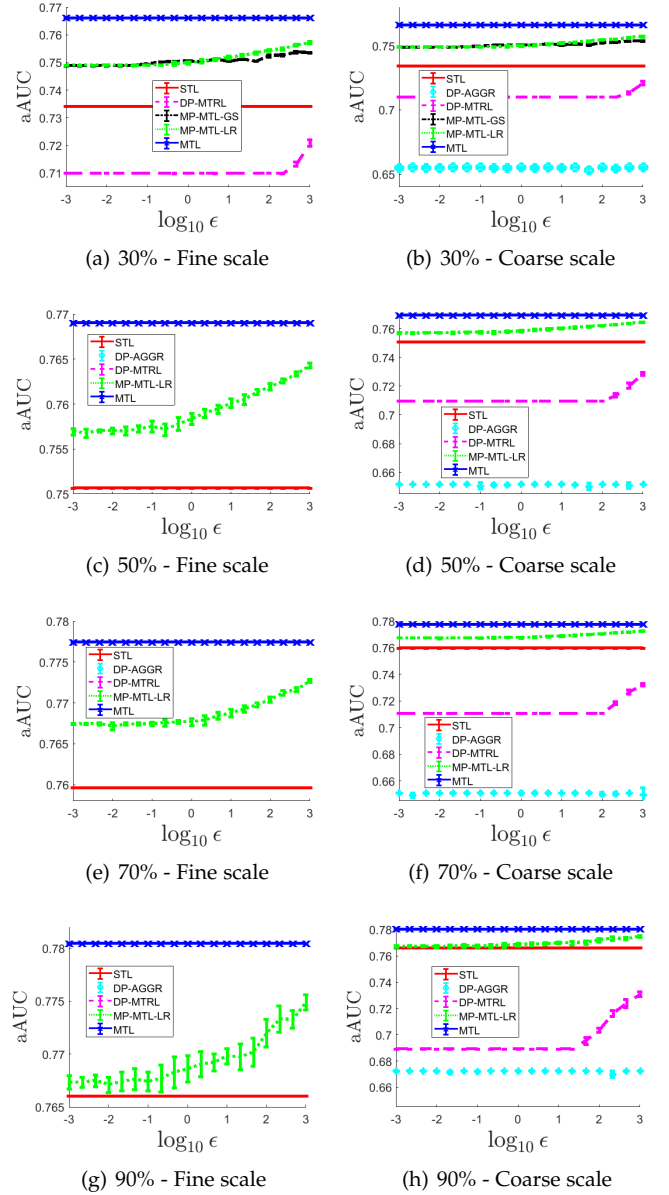 0.77
0.76
0.75
0.74
0.73
0.72
0.71
aAUC
STL
DP-MTRL
MP-MTL-GS
MP-MTL-LR
MTL
-3 -2 -1 0 1 2 3
log₁₀ ϵ
(a) 30% - Fine scale
0.75
0.7
0.65
aAUC
STL
DP-AGGR
DP-MTRL
MP-MTL-GS
MP-MTL-LR
MTL
-3 -2 -1 0 1 2 3
log₁₀ ϵ
(b) 30% - Coarse scale
0.77
0.765
0.76
0.755
0.75
aAUC
STL
DP-AGGR
DP-MTRL
MP-MTL-LR
MTL
-3 -2 -1 0 1 2 3
log₁₀ ϵ
(c) 50% - Fine scale
0.76
0.74
0.72
0.7
0.68
0.66
aAUC
STL
DP-AGGR
DP-MTRL
MP-MTL-LR
MTL
-3 -2 -1 0 1 2 3
log₁₀ ϵ
(d) 50% - Coarse scale
0.78
0.775
0.77
0.765
0.76
aAUC
STL
DP-AGGR
DP-MTRL
MP-MTL-LR
MTL
-3 -2 -1 0 1 2 3
log₁₀ ϵ
(e) 70% - Fine scale
0.78
0.76
0.74
0.72
0.7
0.68
0.66
aAUC
STL
DP-AGGR
DP-MTRL
MP-MTL-LR
MTL
-3 -2 -1 0 1 2 3
log₁₀ ϵ
(f) 70% - Coarse scale
0.78
0.775
0.77
0.765
aAUC
STL
DP-AGGR
DP-MTRL
MP-MTL-LR
MTL
-3 -2 -1 0 1 2 3
log₁₀ ϵ
(g) 90% - Fine scale
0.78
0.76
0.74
0.72
0.7
0.68
0.66
aAUC
STL
DP-AGGR
DP-MTRL
MP-MTL-LR
MTL
-3 -2 -1 0 1 2 3
log₁₀ ϵ
(h) 90% - Coarse scale